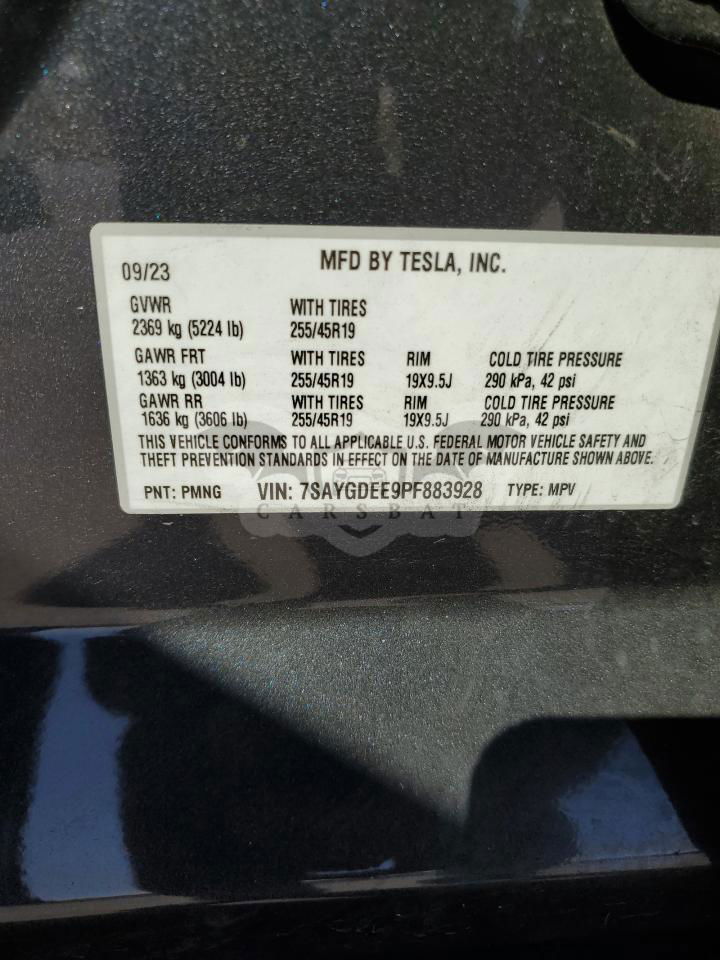 09/23 MFD BY TESLA, INC.
GVWR WITH TIRES
2369 kg (5224 lb) 255/45R19
GAWR FRT WITH TIRES RIM COLD TIRE PRESSURE
1363 kg (3004 lb) 255/45R19 19X9.5J 290 kPa, 42 psi
GAWR RR WITH TIRES RIM COLD TIRE PRESSURE
1636 kg (3606 lb) 255/45R19 19X9.5J 290 kPa, 42 psi
THIS VEHICLE CONFORMS TO ALL APPLICABLE U.S. FEDERAL MOTOR VEHICLE SAFETY AND
THEFT PREVENTION STANDARDS IN EFFECT ON THE DATE OF MANUFACTURE SHOWN ABOVE.
PNT: PMNG VIN: 7SAYGDEE9PF883928 TYPE: MPV
CARSBAT